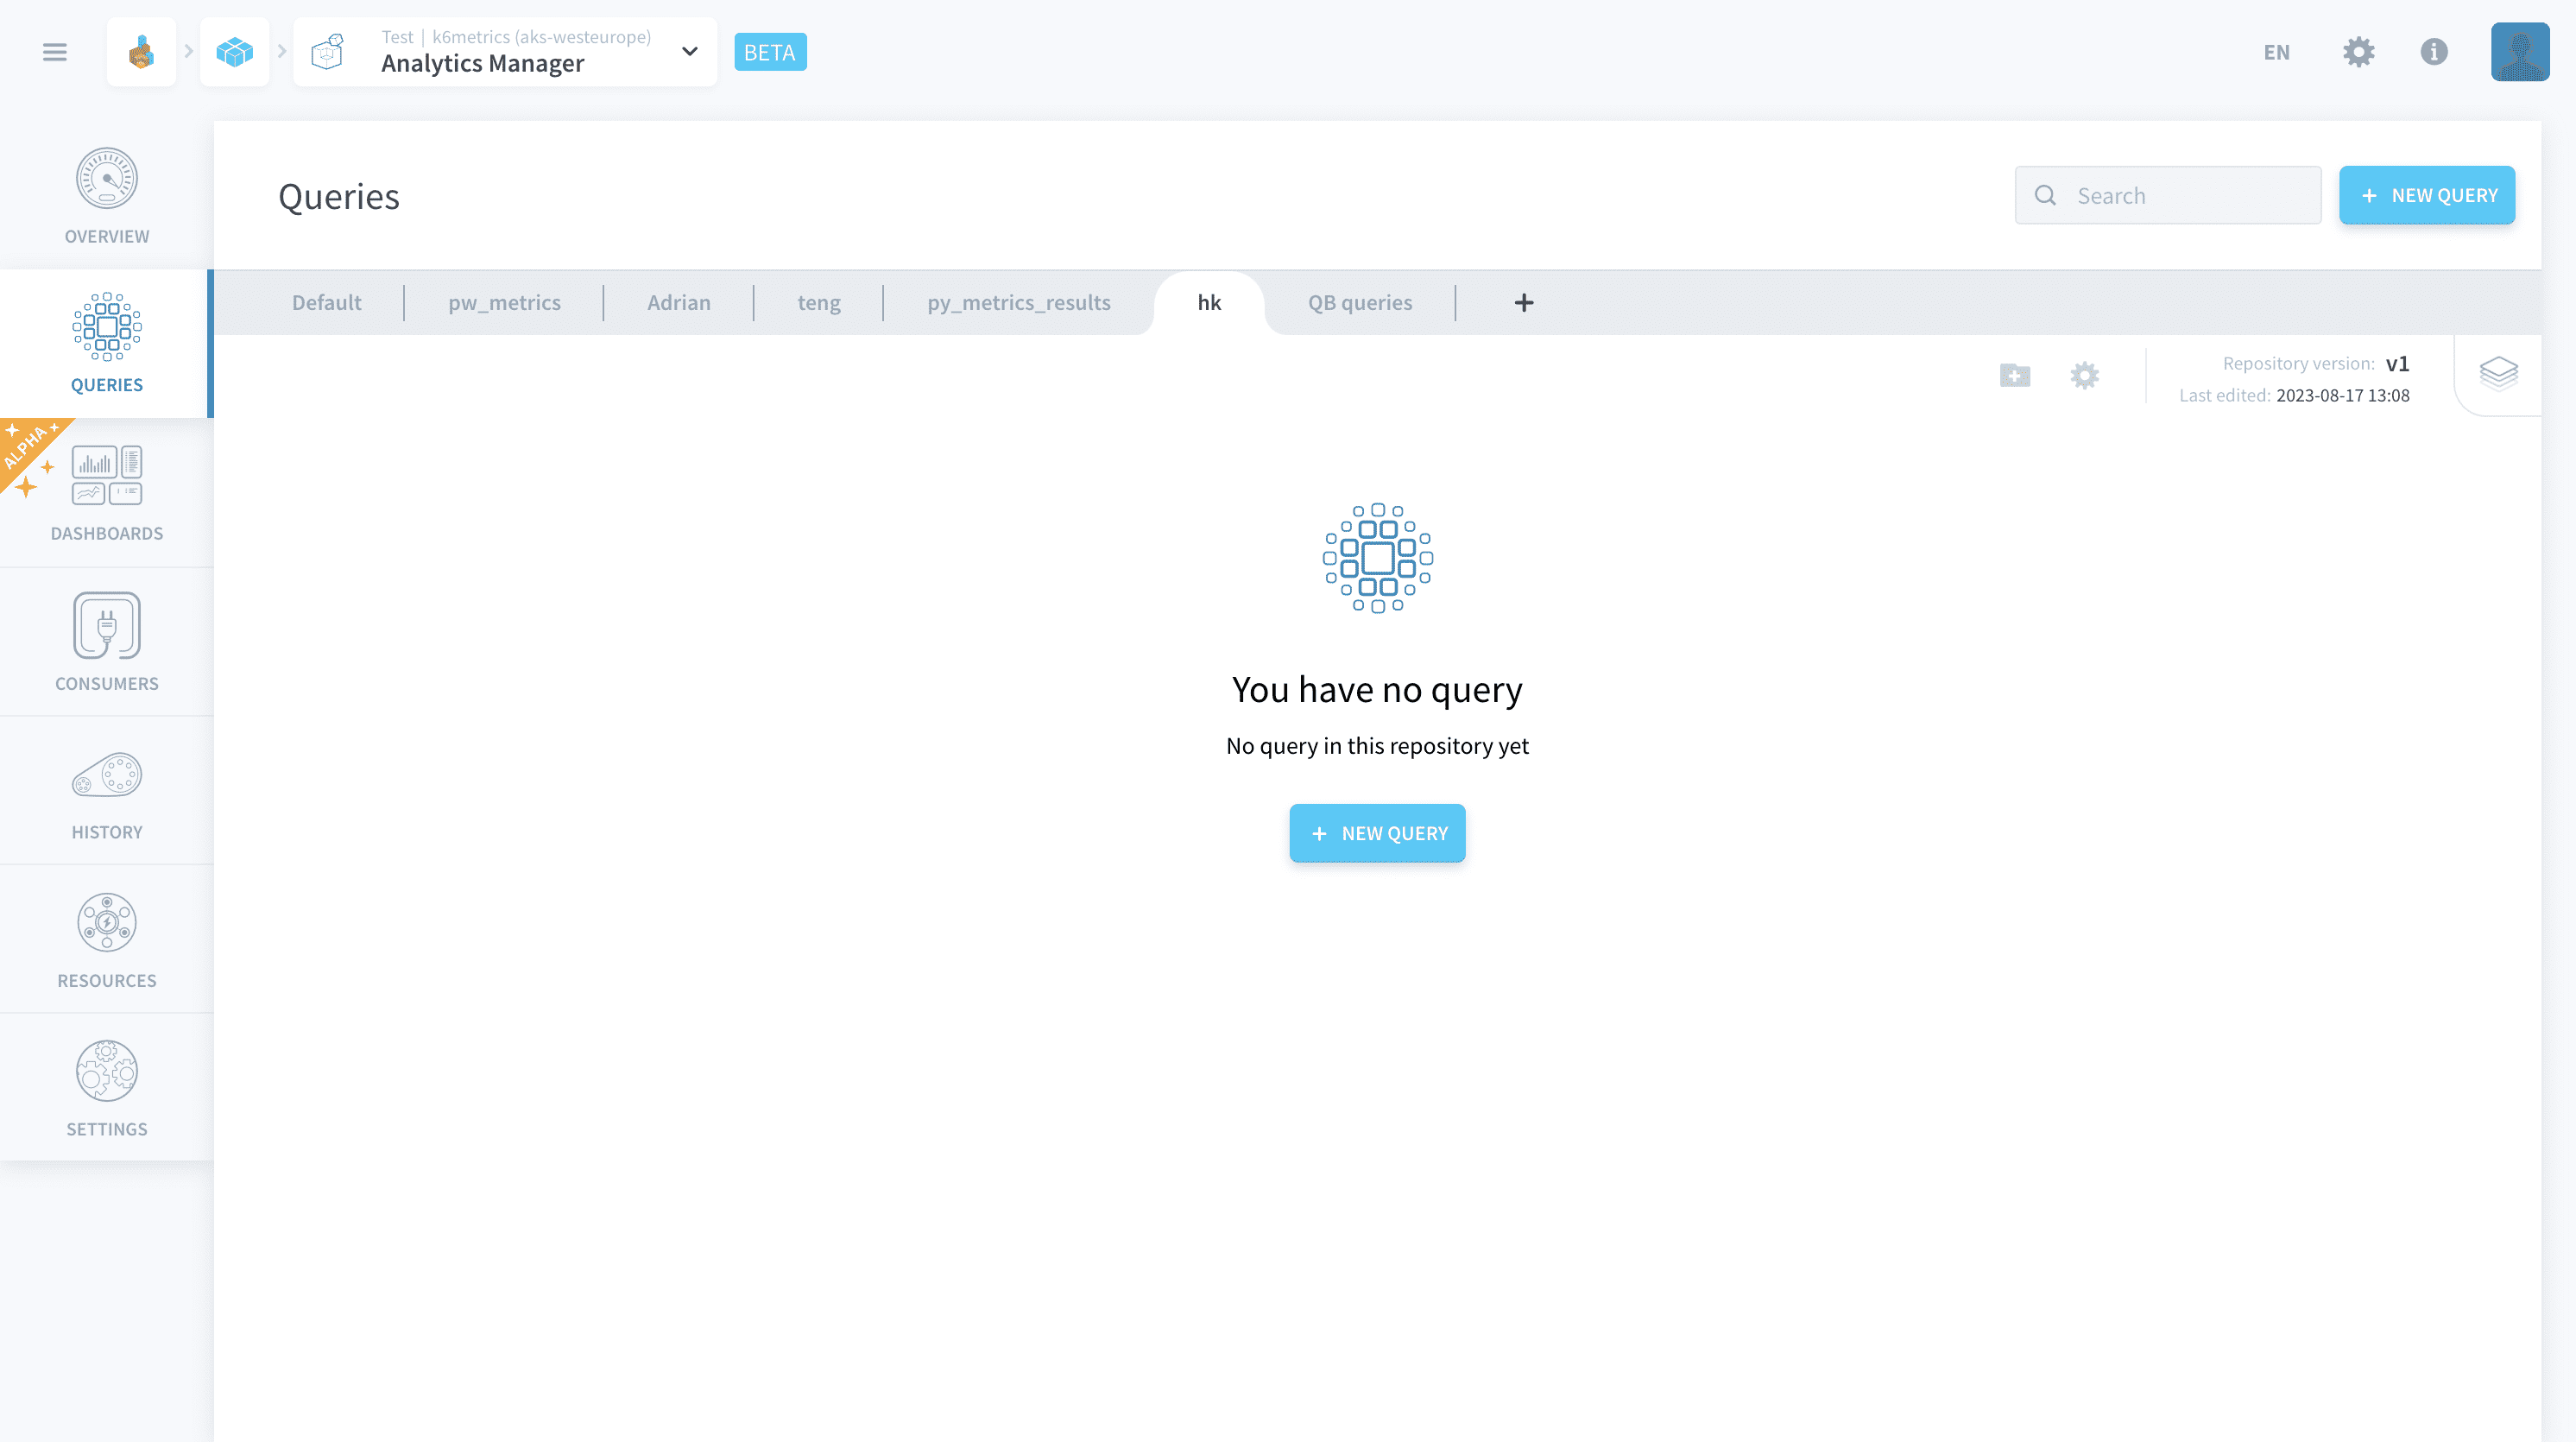 Test | k6metrics (aks-westeurope)
Analytics Manager
BETA
EN
OVERVIEW
QUERIES
ALPHA
DASHBOARDS
CONSUMERS
HISTORY
RESOURCES
SETTINGS
Queries
Search
+ NEW QUERY
Default
pw_metrics
Adrian
teng
py_metrics_results
hk
QB queries
+
Repository version: v1
Last edited: 2023-08-17 13:08
You have no query
No query in this repository yet
+ NEW QUERY